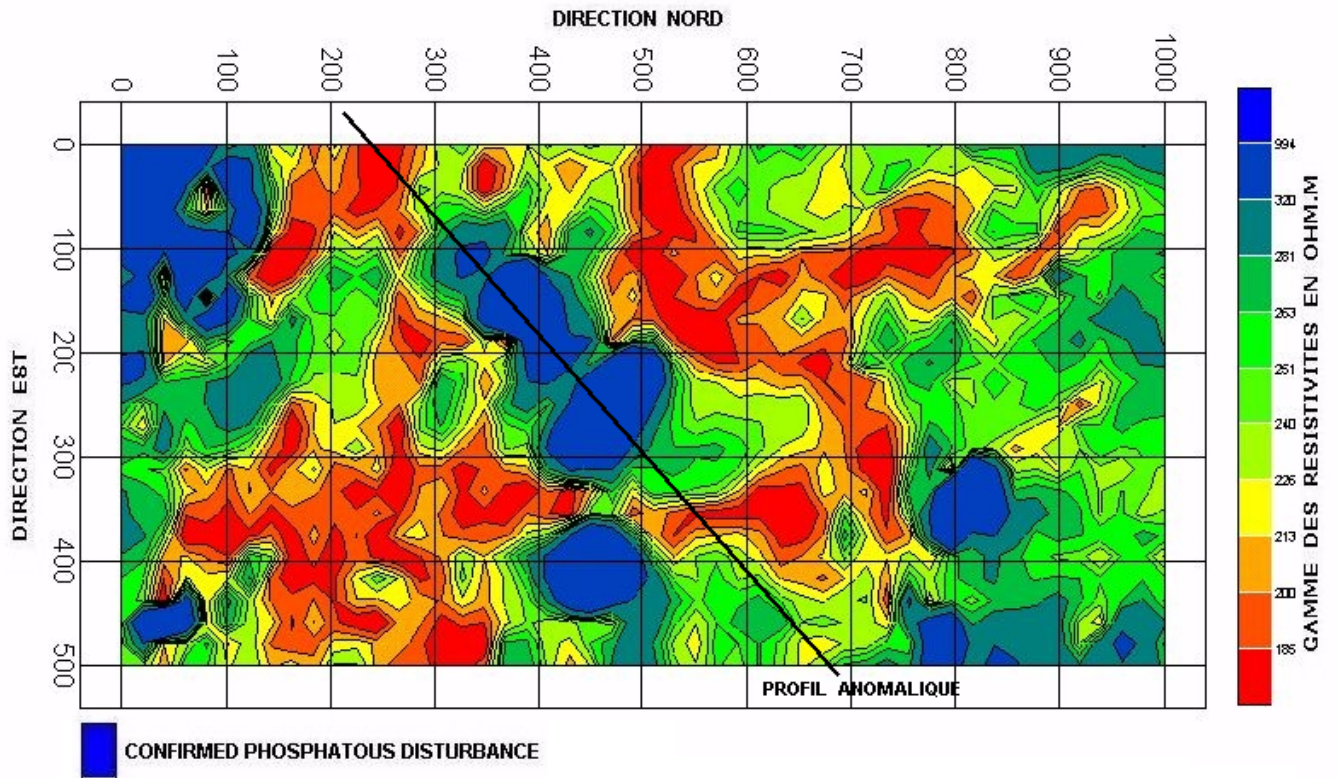 DIRECTION NORD
0 100 200 300 400 500 600 700 800 900 1000
DIRECTION EST
0
100
200
300
400
500
994
320
281
263
251
240
226
213
200
185
GAMME DES RESISTIVITES EN OHM.M
PROFIL ANOMALIQUE
CONFIRMED PHOSPHATOUS DISTURBANCE